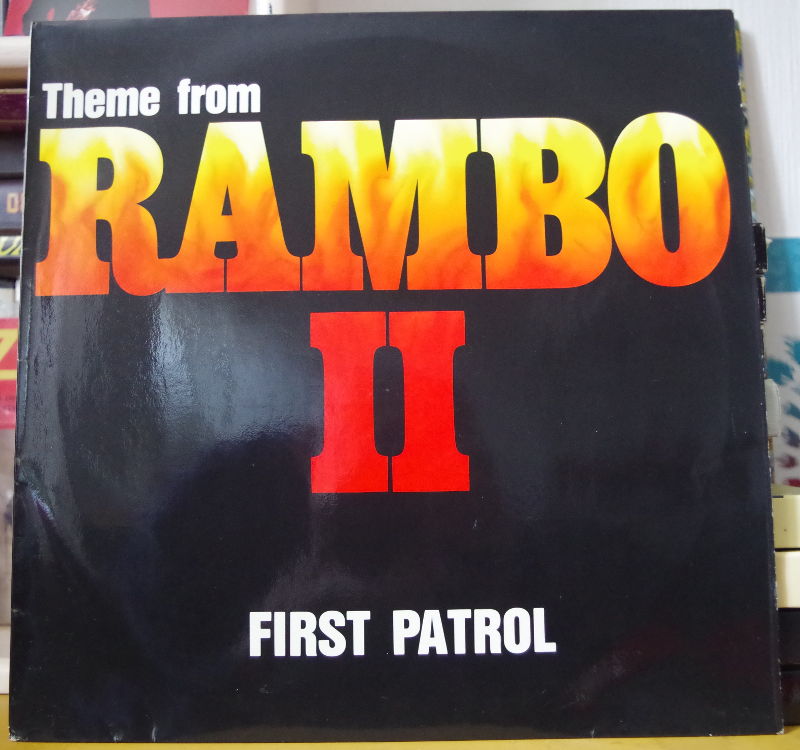 Theme from
RAMBO
II
FIRST PATROL